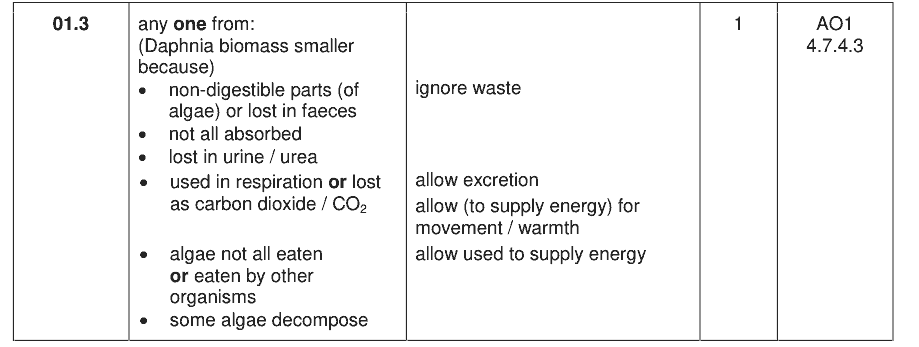 01.3 any one from: 1 AO1
(Daphnia biomass smaller 4.7.4.3
because)
• non-digestible parts (of ignore waste
algae) or lost in faeces
• not all absorbed
• lost in urine / urea
• used in respiration or lost allow excretion
as carbon dioxide / CO₂ allow (to supply energy) for
movement / warmth
• algae not all eaten allow used to supply energy
or eaten by other
organisms
• some algae decompose